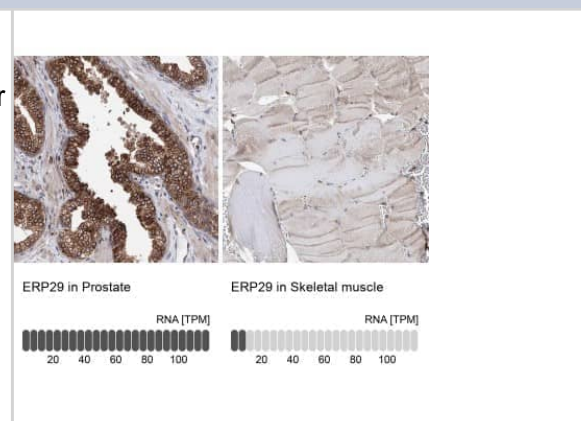 r
ERP29 in Prostate
ERP29 in Skeletal muscle
RNA [TPM]
RNA [TPM]
20 40 60 80 100
20 40 60 80 100